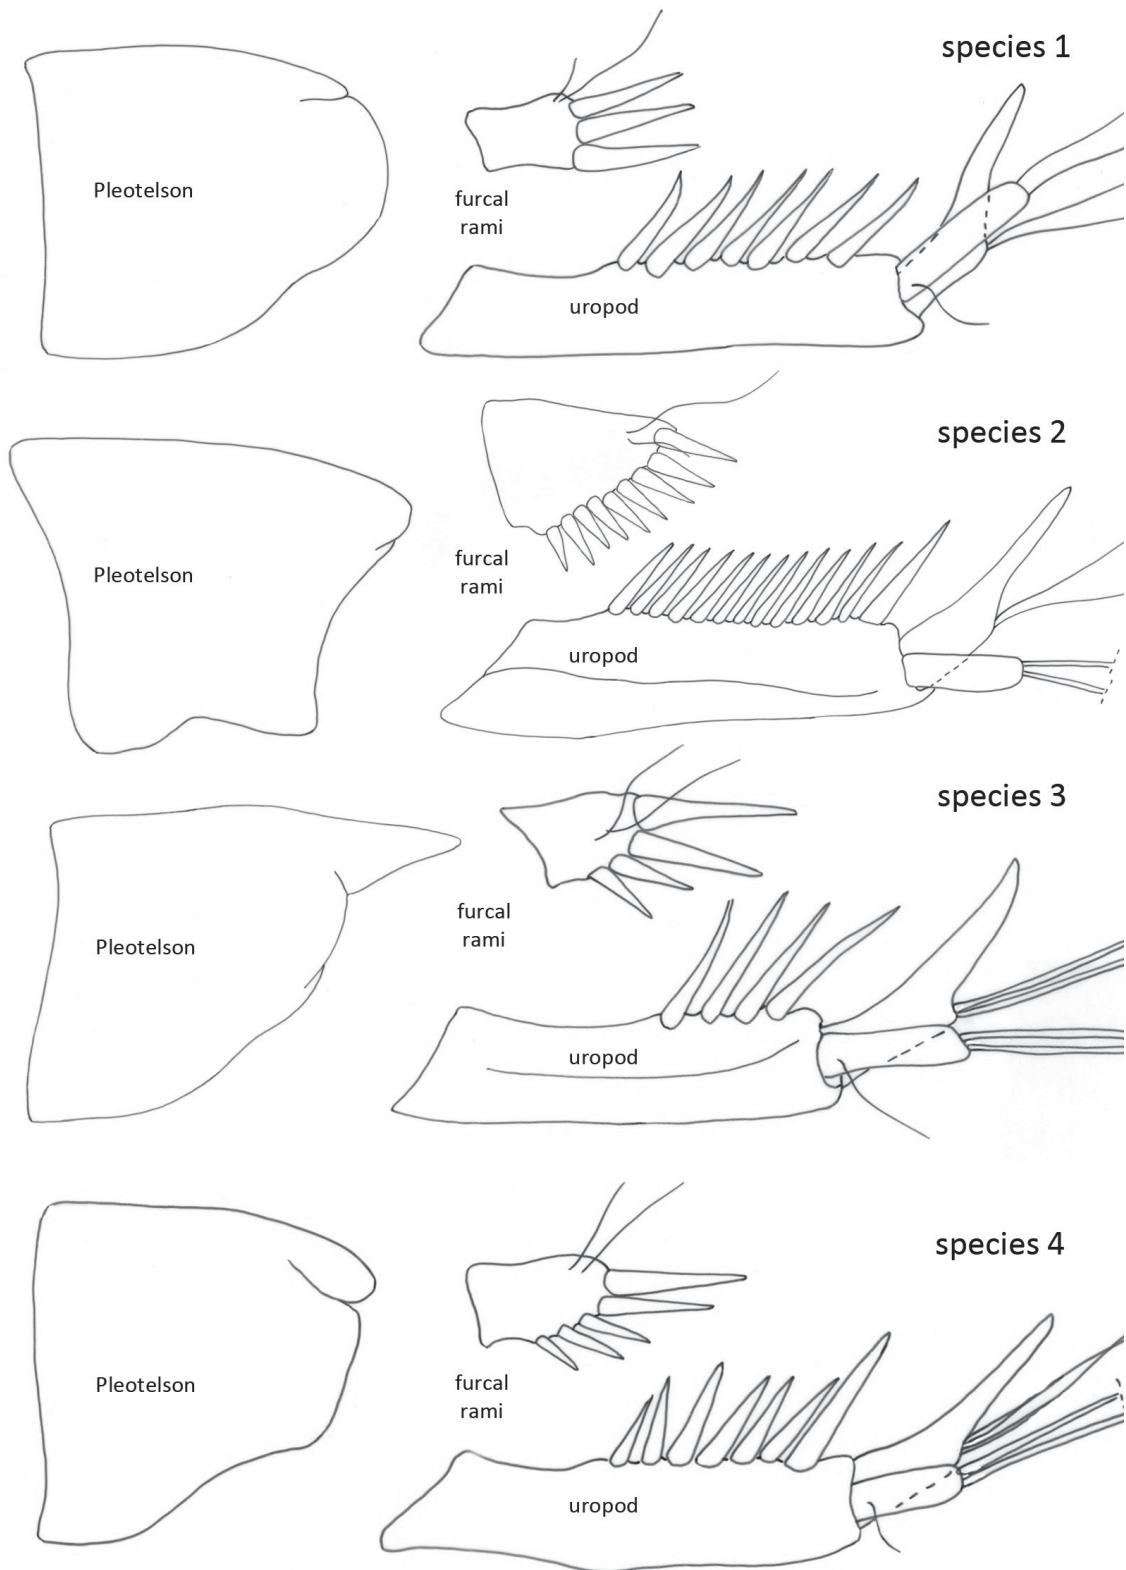 species 1
Pleotelson
furcal
rami
uropod
species 2
Pleotelson
furcal
rami
uropod
species 3
Pleotelson
furcal
rami
uropod
species 4
Pleotelson
furcal
rami
uropod